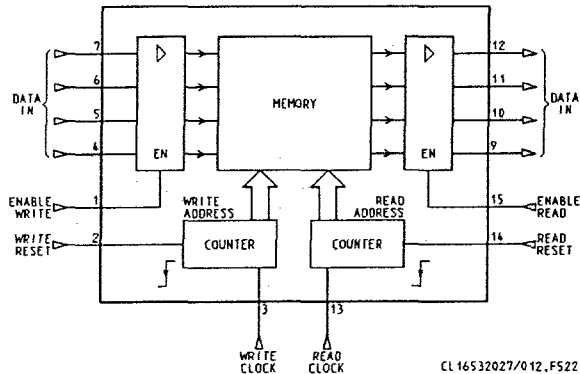 7
12
6
11
DATA
IN
MEMORY
DATA
IN
5
10
4
EN
EN
9
ENABLE
WRITE
1
WRITE
ADDRESS
READ
ADDRESS
15
ENABLE
READ
WRITE
RESET
2
COUNTER
COUNTER
14
READ
RESET
3
13
WRITE
CLOCK
READ
CLOCK
CL16532027/012.F522